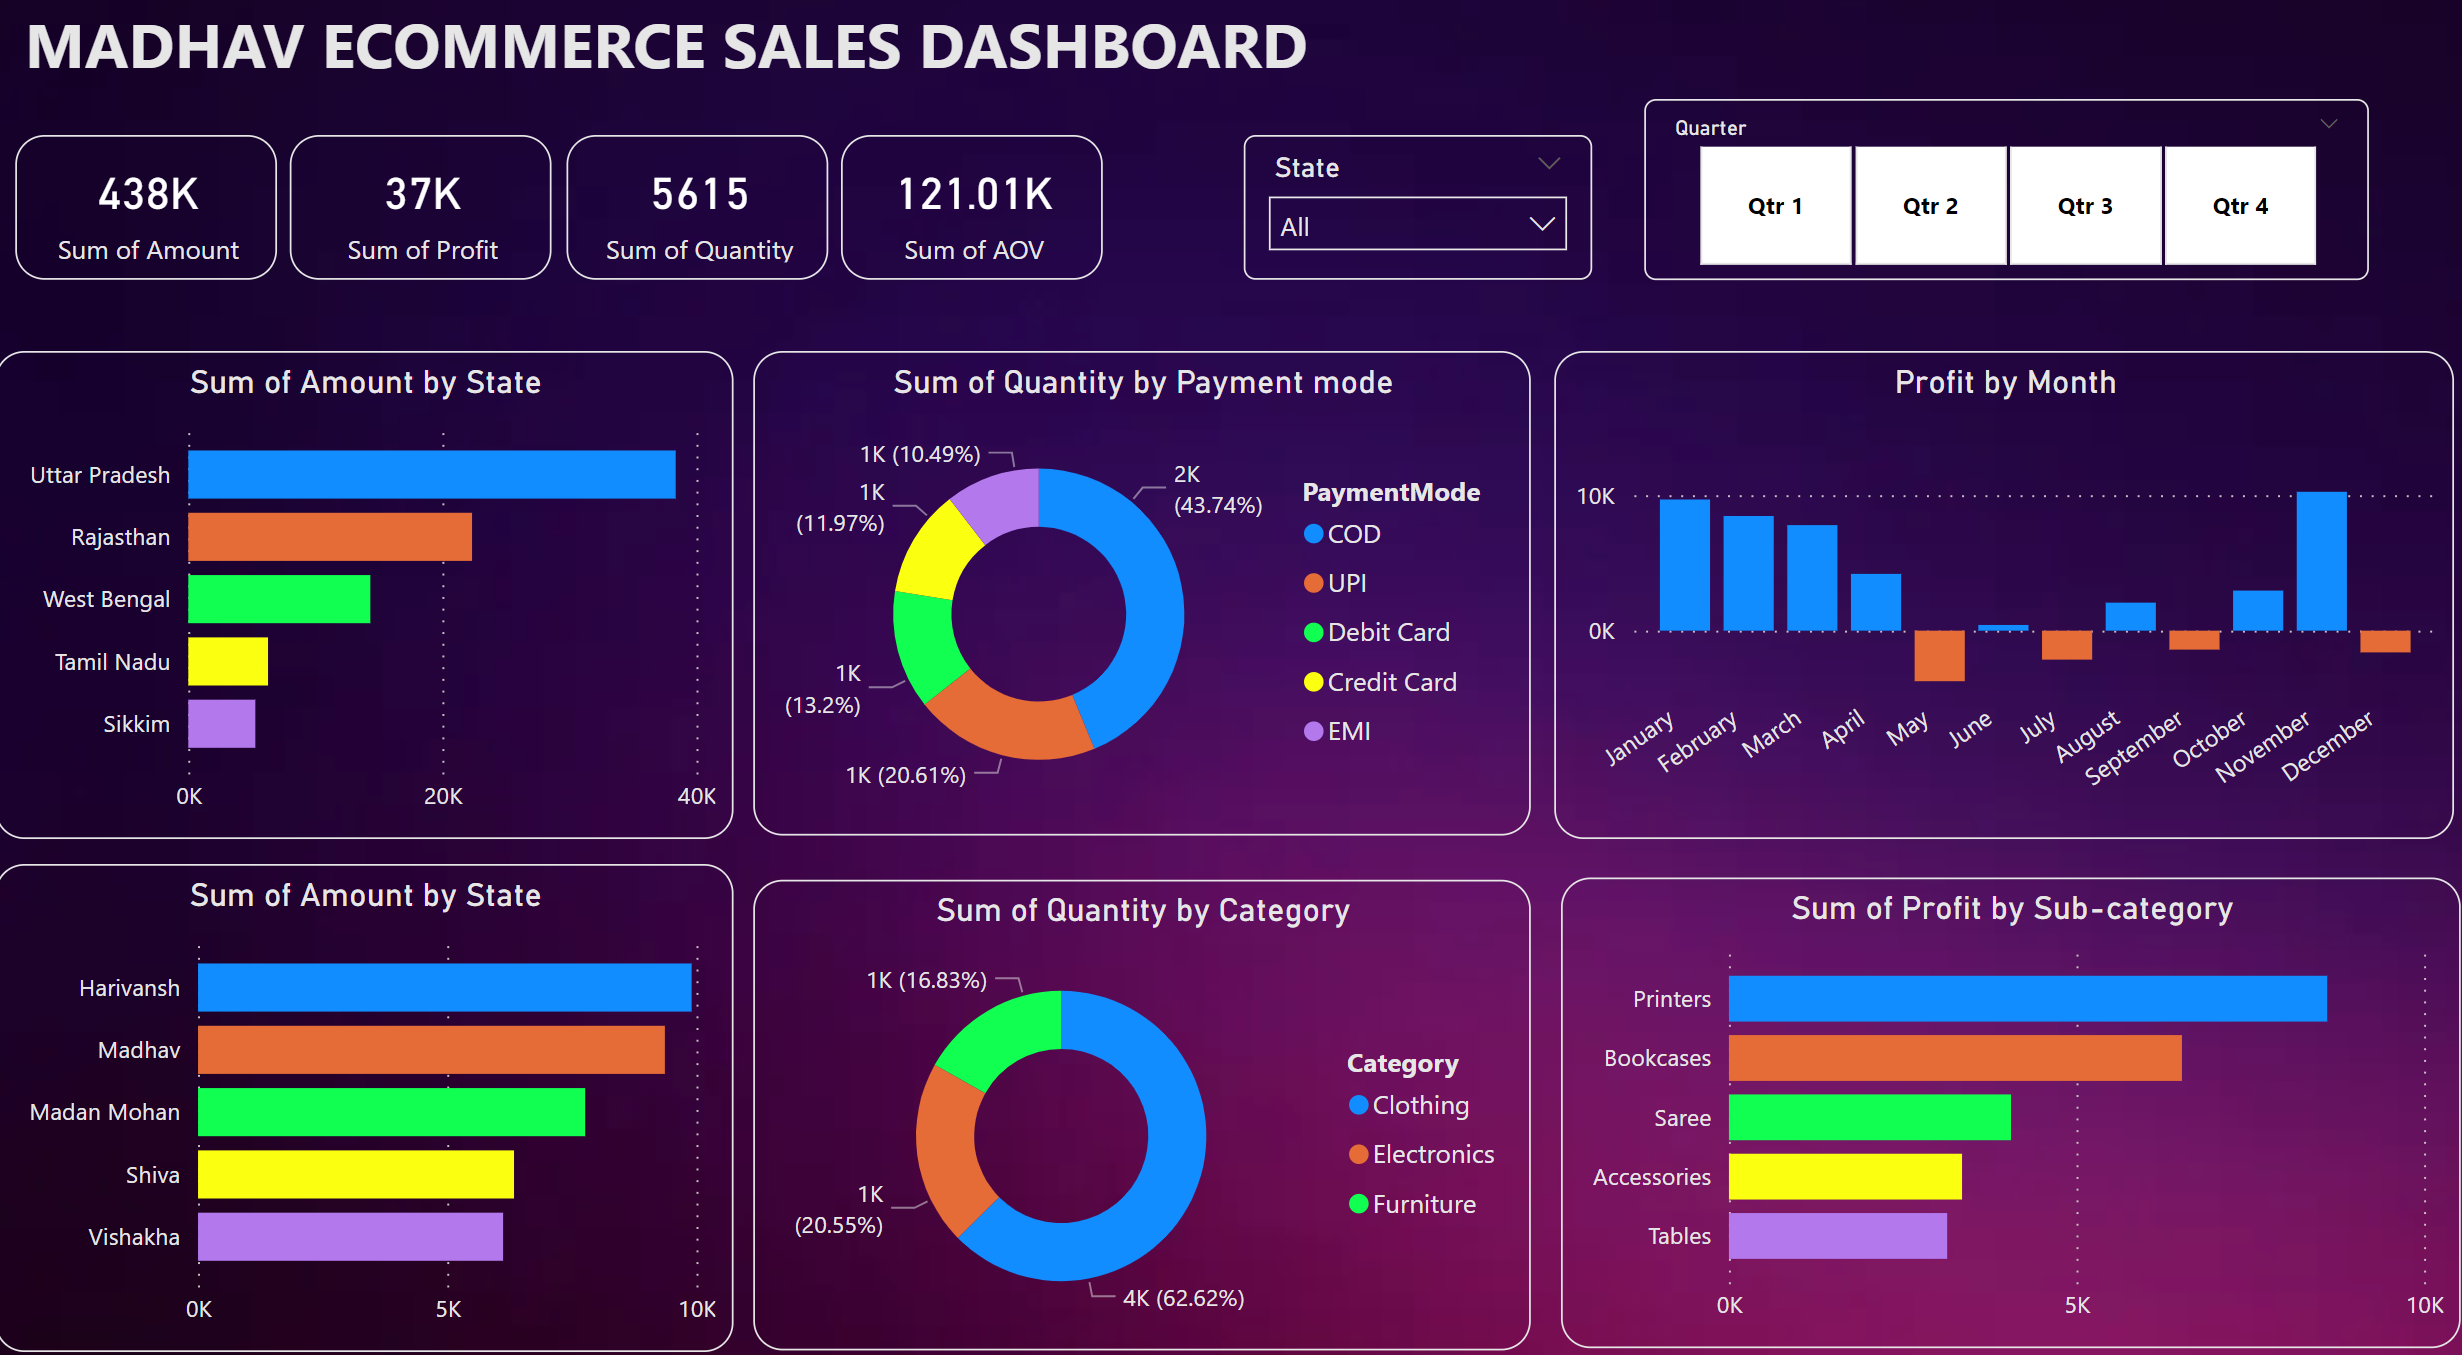 MADHAV ECOMMERCE SALES DASHBOARD
438K
Sum of Amount
37K
Sum of Profit
5615
Sum of Quantity
121.01K
Sum of AOV
State
All
Quarter
Qtr 1
Qtr 2
Qtr 3
Qtr 4
Sum of Amount by State
Uttar Pradesh
Rajasthan
West Bengal
Tamil Nadu
Sikkim
0K
20K
40K
Sum of Quantity by Payment mode
1K (10.49%)
1K
(11.97%)
1K
(13.2%)
1K (20.61%)
2K
(43.74%)
PaymentMode
COD
UPI
Debit Card
Credit Card
EMI
Profit by Month
10K
0K
January
February
March
April
May
June
July
August
September
October
November
December
Sum of Amount by State
Harivansh
Madhav
Madan Mohan
Shiva
Vishakha
0K
5K
10K
Sum of Quantity by Category
1K (16.83%)
1K
(20.55%)
4K (62.62%)
Category
Clothing
Electronics
Furniture
Sum of Profit by Sub-category
Printers
Bookcases
Saree
Accessories
Tables
0K
5K
10K